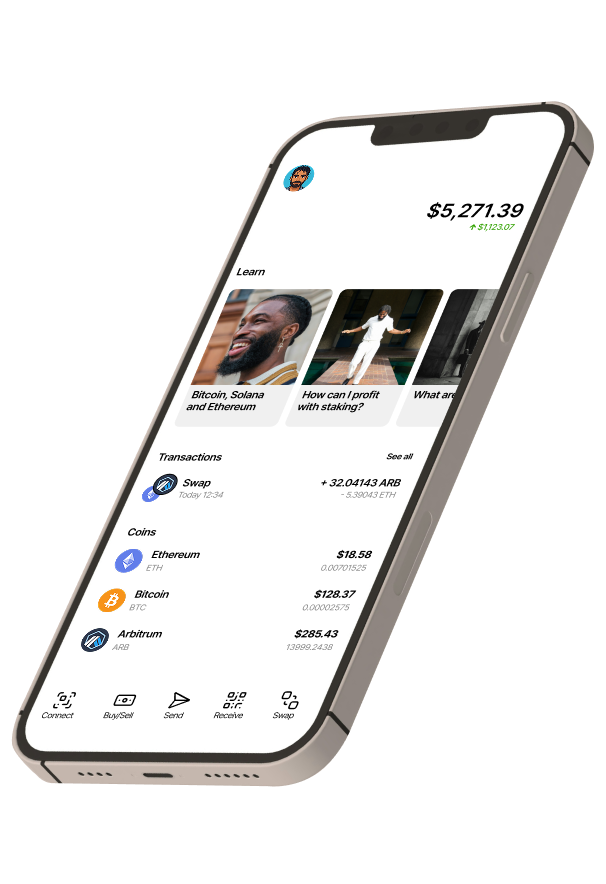 $5,271.39
↑ $1,123.07
Learn
Bitcoin, Solana
and Ethereum
How can I profit
with staking?
What are
Transactions
See all
Swap
+ 32.04143 ARB
Today 12:34
- 5.39043 ETH
Coins
Ethereum
$18.58
ETH
0.00701525
Bitcoin
$128.37
BTC
0.00002575
Arbitrum
$285.43
ARB
13999.2438
Connect
Buy/Sell
Send
Receive
Swap